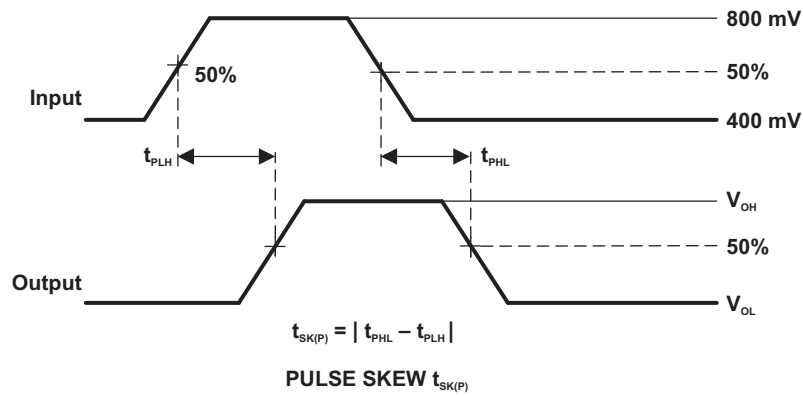 800 mV
50%
50%
Input
400 mV
tPLH
tPHL
VOH
50%
Output
VOL
tSK(P) = | tPHL – tPLH |
PULSE SKEW tSK(P)